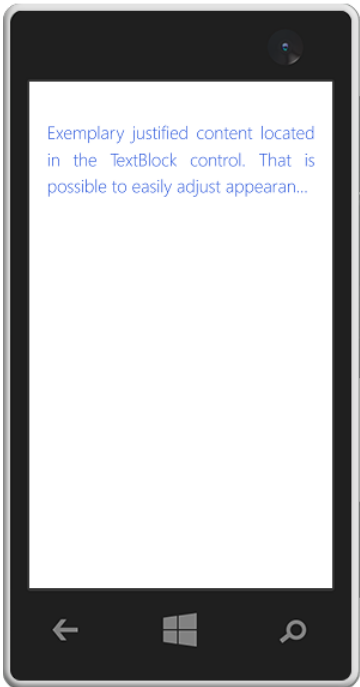 Exemplary justified content located
in the TextBlock control. That is
possible to easily adjust appearan...